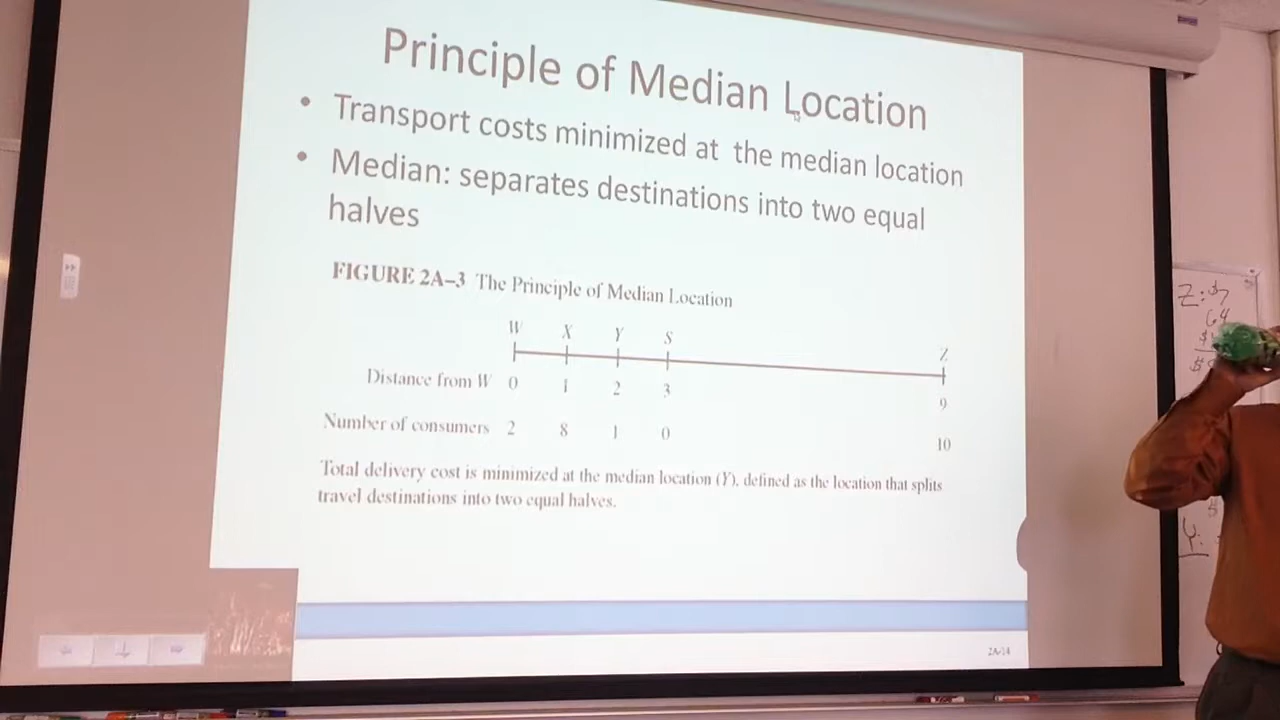 Principle of Median Location
• Transport costs minimized at the median location
• Median: separates destinations into two equal
halves
FIGURE 2A–3 The Principle of Median Location
W X Y S Z
Distance from W 0 1 2 3 9
Number of consumers 2 8 1 0 10
Total delivery cost is minimized at the median location (Y), defined as the location that splits
travel destinations into two equal halves.
2A-14
Z: $7
64
Y: